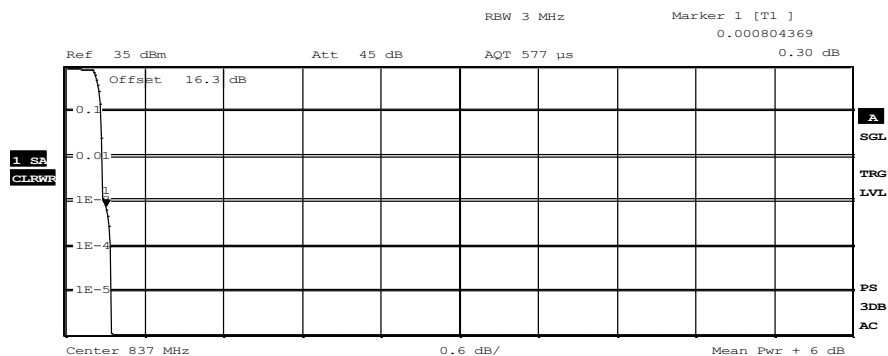 RBW 3 MHz Marker 1 [T1 ]
0.000804369
Ref 35 dBm Att 45 dB AQT 577 µs 0.30 dB
Offset 16.3 dB
0.1
A
SGL
1 SA
0.01
CLRWR
TRG
1
LVL
1E-3
1E-4
1E-5
PS
3DB
AC
Center 837 MHz 0.6 dB/ Mean Pwr + 6 dB